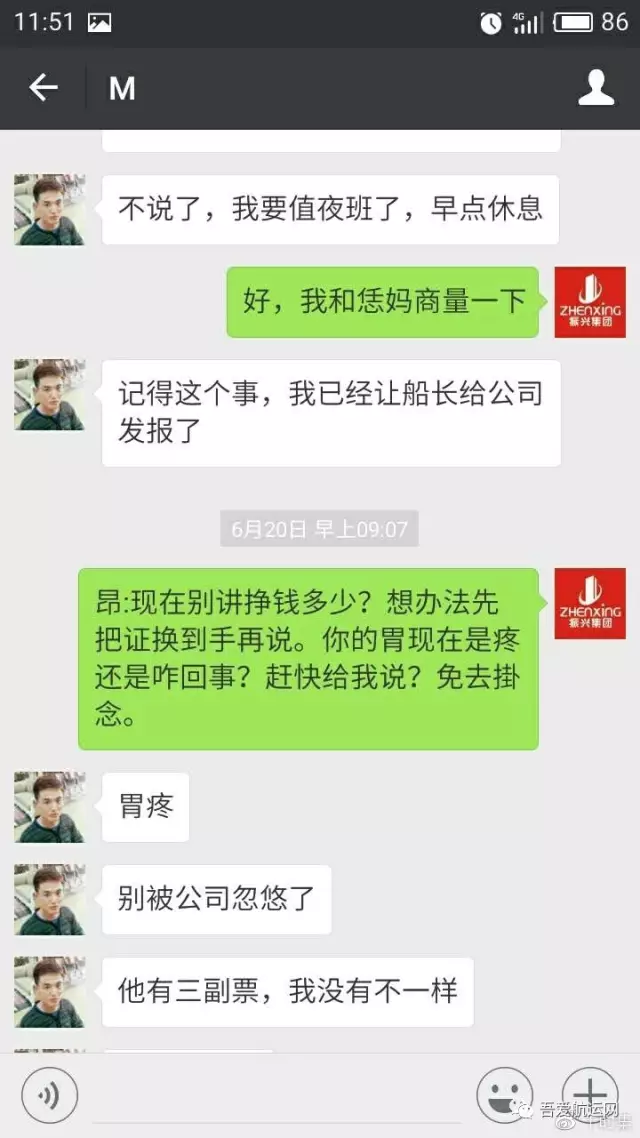 11:51
4G
86
M
不说了，我要值夜班了，早点休息
好，我和恁妈商量一下
ZHENXING
振兴集团
记得这个事，我已经让船长给公司
发报了
6月20日 早上09:07
昂:现在别讲挣钱多少？想办法先
把证换到手再说。你的胃现在是疼
还是咋回事？赶快给我说？免去掛
念。
ZHENXING
振兴集团
胃疼
别被公司忽悠了
他有三副票，我没有不一样
吾爱航运网